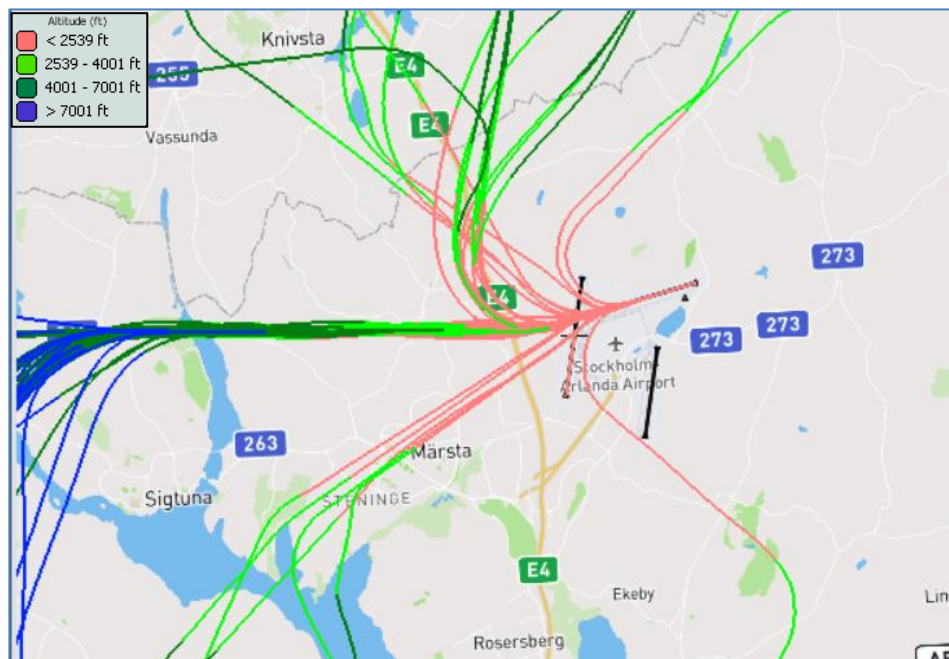 Altitude (ft)
< 2539 ft
2539 - 4001 ft
4001 - 7001 ft
> 7001 ft
Knivsta
E4
255
E4
Vassunda
273
E4
273
273
Stockholm
Arlanda Airport
263
Märsta
Sigtuna
STENINGE
E4
Ekeby
Lin
Rosersberg